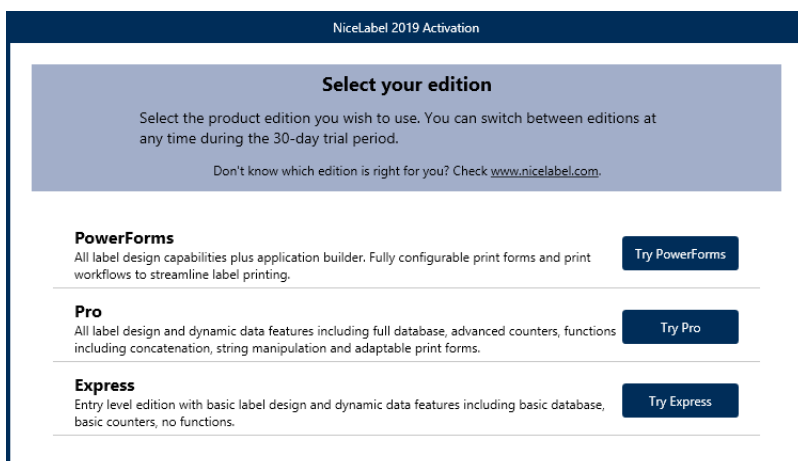 NiceLabel 2019 Activation
Select your edition
Select the product edition you wish to use. You can switch between editions at
any time during the 30-day trial period.
Don't know which edition is right for you? Check www.nicelabel.com.
PowerForms
All label design capabilities plus application builder. Fully configurable print forms and print
workflows to streamline label printing.
Try PowerForms
Pro
All label design and dynamic data features including full database, advanced counters, functions
including concatenation, string manipulation and adaptable print forms.
Try Pro
Express
Entry level edition with basic label design and dynamic data features including basic database,
basic counters, no functions.
Try Express